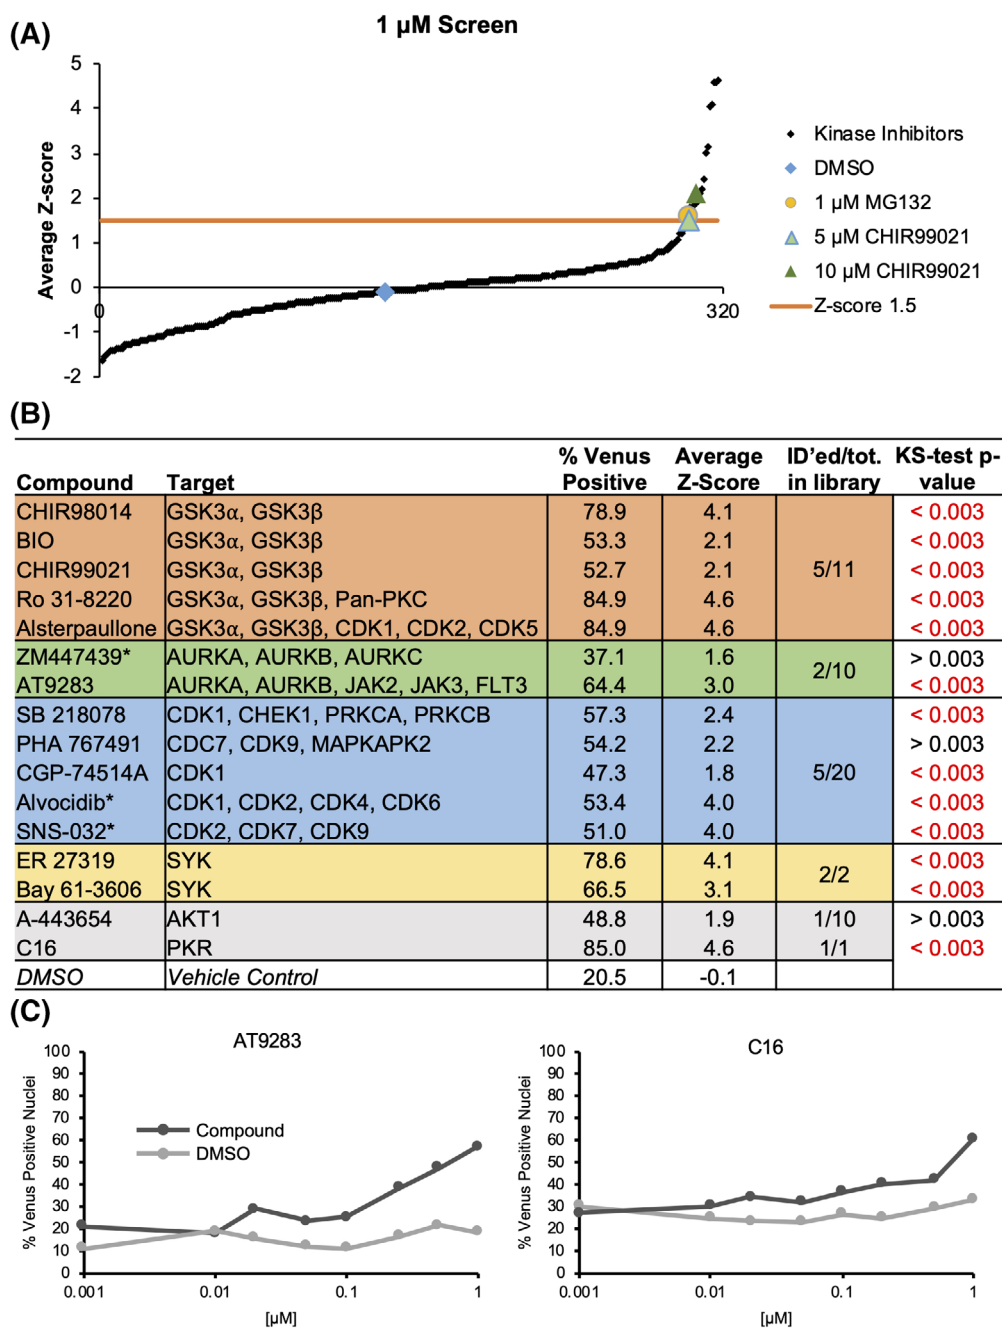 (A)
1 µM Screen
Average Z-score
5
4
3
2
1
0
-1
-2
0
320
Kinase Inhibitors
DMSO
1 µM MG132
5 µM CHIR99021
10 µM CHIR99021
Z-score 1.5
(B)
Compound Target % Venus Positive Average Z-Score ID'ed/tot. in library KS-test p-value
CHIR98014 GSK3α, GSK3β 78.9 4.1 < 0.003
BIO GSK3α, GSK3β 53.3 2.1 < 0.003
CHIR99021 GSK3α, GSK3β 52.7 2.1 5/11 < 0.003
Ro 31-8220 GSK3α, GSK3β, Pan-PKC 84.9 4.6 < 0.003
Alsterpaullone GSK3α, GSK3β, CDK1, CDK2, CDK5 84.9 4.6 < 0.003
ZM447439* AURKA, AURKB, AURKC 37.1 1.6 2/10 > 0.003
AT9283 AURKA, AURKB, JAK2, JAK3, FLT3 64.4 3.0 < 0.003
SB 218078 CDK1, CHEK1, PRKCA, PRKCB 57.3 2.4 < 0.003
PHA 767491 CDC7, CDK9, MAPKAPK2 54.2 2.2 > 0.003
CGP-74514A CDK1 47.3 1.8 5/20 < 0.003
Alvocidib* CDK1, CDK2, CDK4, CDK6 53.4 4.0 < 0.003
SNS-032* CDK2, CDK7, CDK9 51.0 4.0 < 0.003
ER 27319 SYK 78.6 4.1 2/2 < 0.003
Bay 61-3606 SYK 66.5 3.1 < 0.003
A-443654 AKT1 48.8 1.9 1/10 > 0.003
C16 PKR 85.0 4.6 1/1 < 0.003
DMSO Vehicle Control 20.5 -0.1
(C)
AT9283
% Venus Positive Nuclei
100
90
80
70
60
50
40
30
20
10
0
0.001 0.01 0.1 1
[µM]
Compound
DMSO
C16
% Venus Positive Nuclei
100
90
80
70
60
50
40
30
20
10
0
0.001 0.01 0.1 1
[µM]